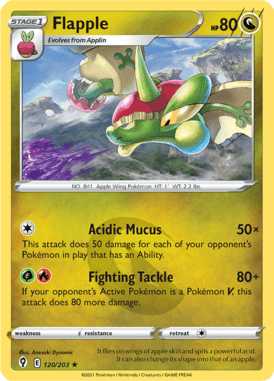 STAGE 1
Flapple
HP80
Evolves from Applin
NO. 841 Apple Wing Pokémon HT. 1' WT. 2.2 lbs.
Acidic Mucus 50×
This attack does 50 damage for each of your opponent's
Pokémon in play that has an Ability.
Fighting Tackle 80+
If your opponent's Active Pokémon is a Pokémon V, this
attack does 80 more damage.
weakness resistance retreat
Illus. Anesaki Dynamic
It flies on wings of apple skin and spits a powerful acid.
It can also change its shape into that of an apple.
120/203 ★
©2021 Pokémon / Nintendo / Creatures / GAME FREAK